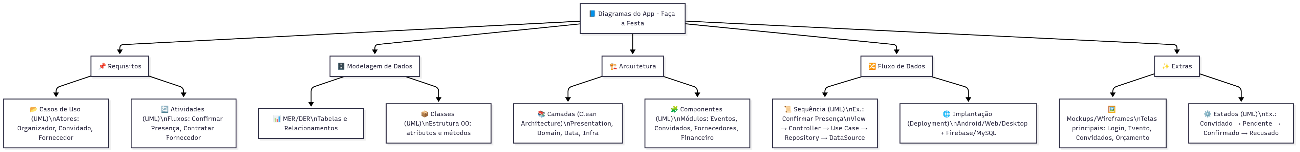 📘 Diagramas do App - Faça
a Festa
📌 Requisitos
🗄️ Modelagem de Dados
🏗️ Arquitetura
🔀 Fluxo de Dados
✨ Extras
📂 Casos de Uso
(UML)\nAtores:
Organizador, Convidado,
Fornecedor
🔄 Atividades
(UML)\nFluxos: Confirmar
Presença, Contratar
Fornecedor
📊 MER/DER\nTabelas e
Relacionamentos
📦 Classes
(UML)\nEstrutura OO:
atributos e métodos
📚 Camadas (Clean
Architecture)\nPresentation,
Domain, Data, Infra
🧩 Componentes
(UML)\nMódulos: Eventos,
Convidados, Fornecedores,
Financeiro
📜 Sequência (UML)\nEx.:
Confirmar Presença\nView
→ Controller → Use Case →
Repository → DataSource
🌐 Implantação
(Deployment)\nAndroid/Web/Desktop
+ Firebase/MySQL
🖼️
Mockups/Wireframes\nTelas
principais: Login, Evento,
Convidados, Orçamento
⚙️ Estados (UML)\nEx.:
Convidado → Pendente →
Confirmado → Recusado